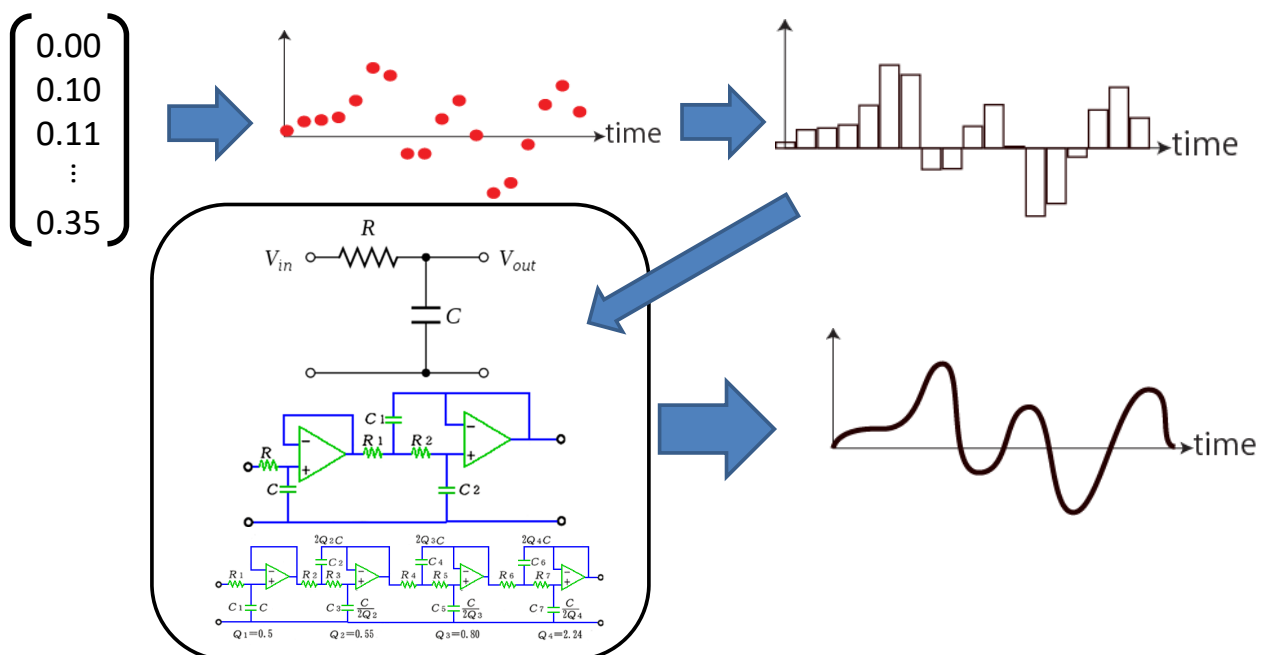 0.00
0.10
0.11
⋮
0.35
time
time
R
Vin
Vout
C
C1
R
R1
R2
C
C2
2Q2C
2Q3C
2Q4C
C2
C4
C6
R1
R2
R3
R4
R5
R6
R7
C1
C
C3
C/2Q2
C5
C/2Q3
C7
C/2Q4
Q1=0.5
Q2=0.55
Q3=0.80
Q4=2.24
time